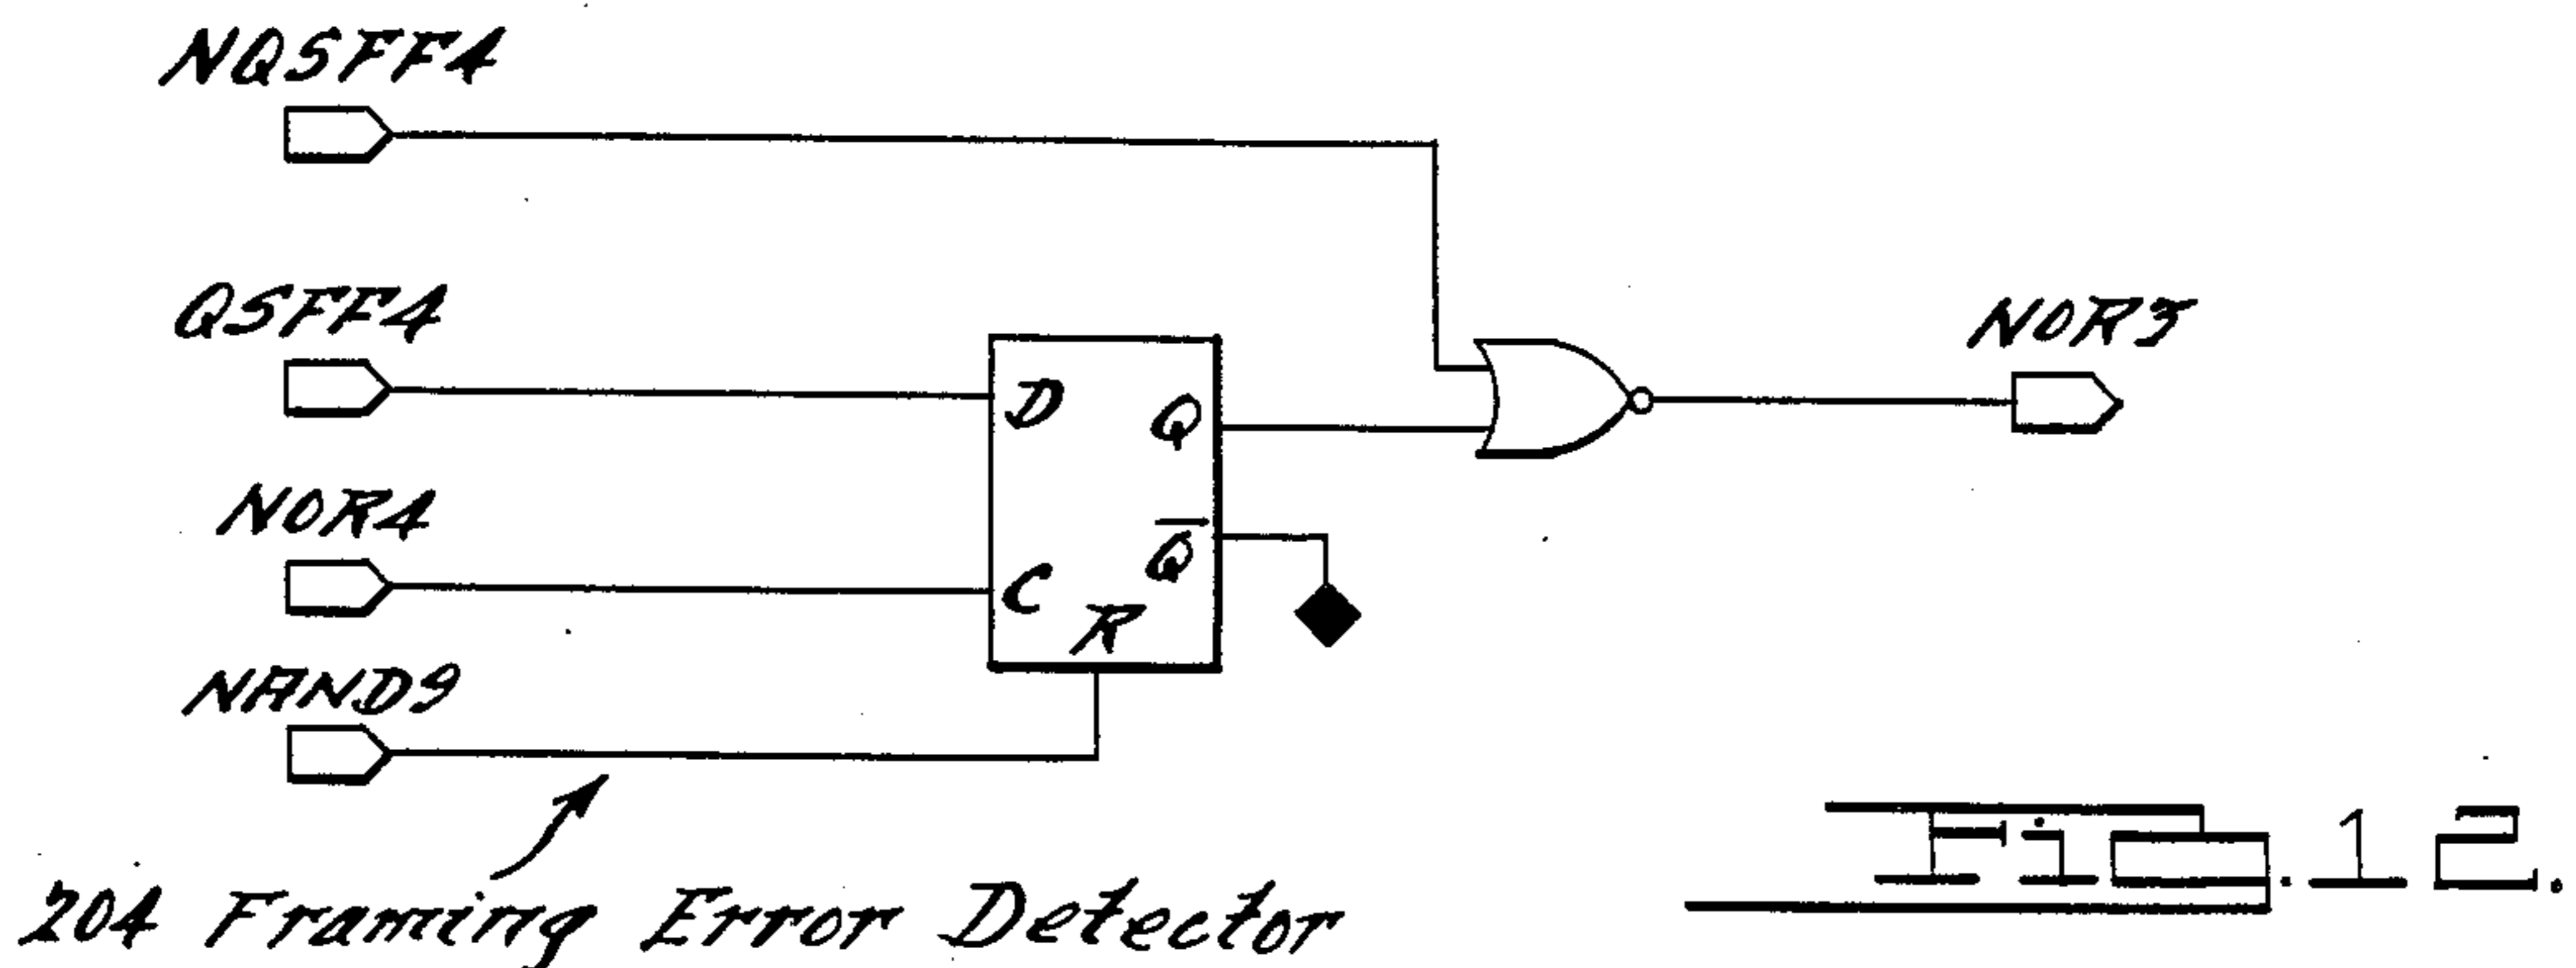 NQSFF4
QSFF4
NOR3
D
Q
NOR4
Q̅
C
R
NAND9
204 Framing Error Detector
Fig. 12.